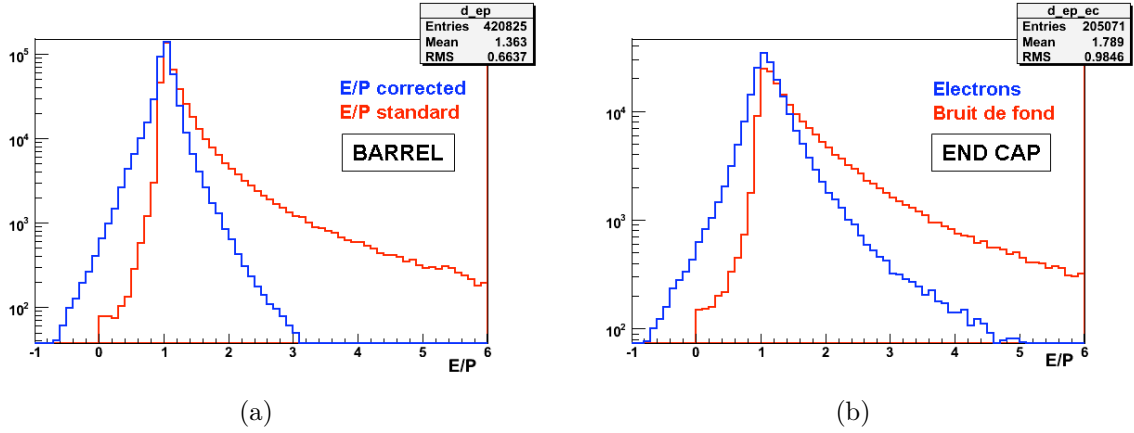 d_ep
Entries 420825
Mean 1.363
RMS 0.6637
10^5
10^4
10^3
10^2
E/P corrected
E/P standard
BARREL
-1 0 1 2 3 4 5 6
E/P
(a)
d_ep_ec
Entries 205071
Mean 1.789
RMS 0.9846
10^4
10^3
10^2
Electrons
Bruit de fond
END CAP
-1 0 1 2 3 4 5 6
E/P
(b)